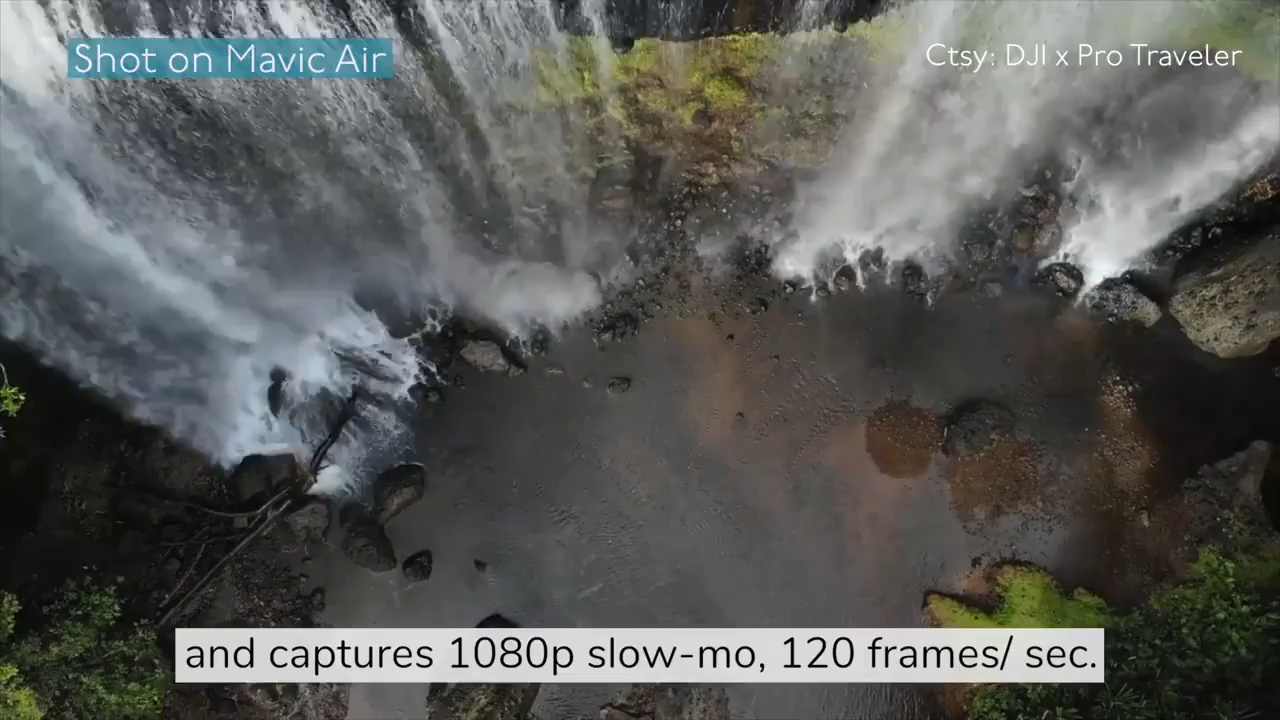 Shot on Mavic Air
Ctsy: DJI x Pro Traveler
and captures 1080p slow-mo, 120 frames/ sec.